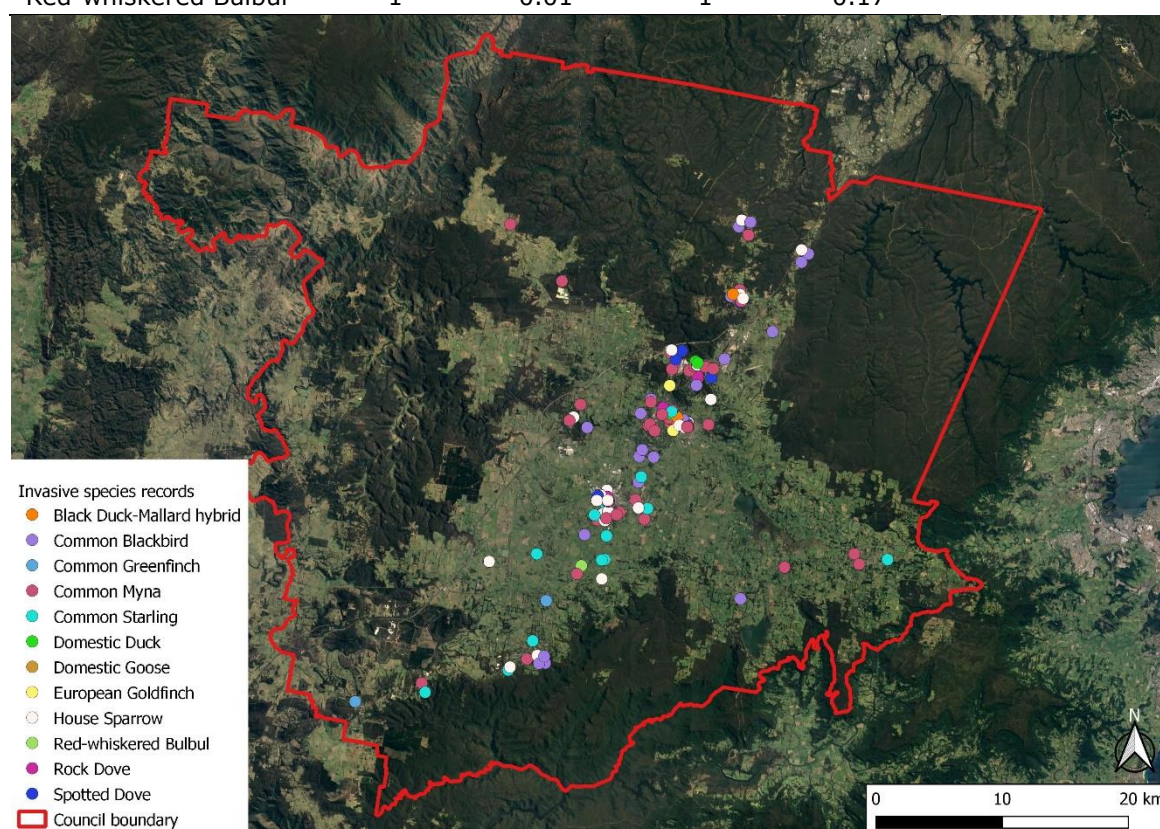 Red-whiskered Bulbul 1 0.01 1 0.17
Invasive species records
Black Duck-Mallard hybrid
Common Blackbird
Common Greenfinch
Common Myna
Common Starling
Domestic Duck
Domestic Goose
European Goldfinch
House Sparrow
Red-whiskered Bulbul
Rock Dove
Spotted Dove
Council boundary
N
0 10 20 km